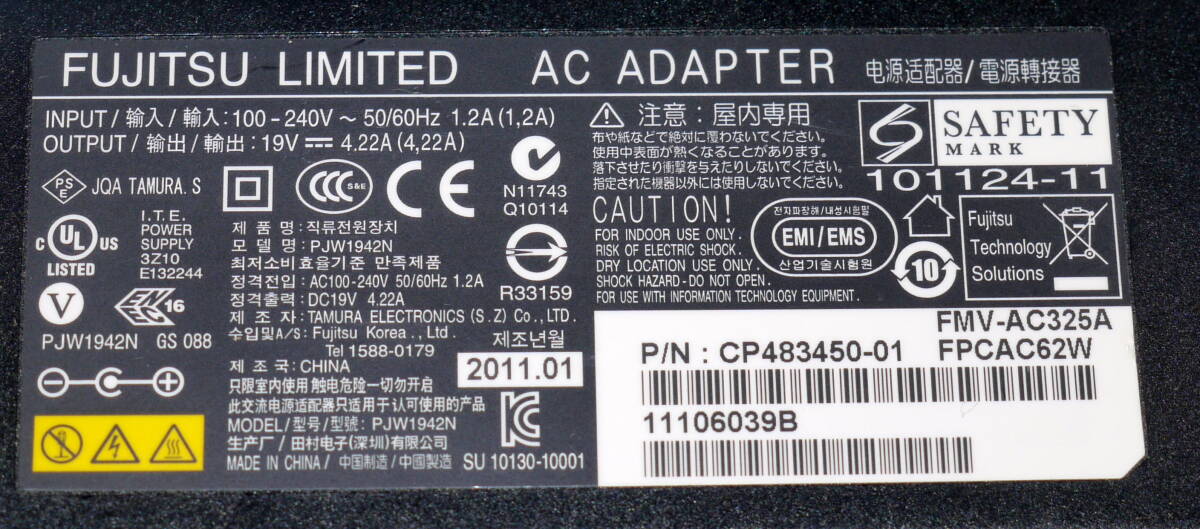 FUJITSU LIMITED AC ADAPTER 电源适配器/電源轉接器
INPUT/输入/輸入:100-240V ~ 50/60Hz 1.2A (1,2A)
OUTPUT/输出/輸出:19V ⎓ 4.22A (4,22A)
PS
E
JQA TAMURA.S
CCC S&E
CE
N11743
Q10114
c UL US
LISTED
I.T.E.
POWER
SUPPLY
3Z10
E132244
V
16
PJW1942N GS 088
제 품 명:직류전원장치
모 델 명:PJW1942N
최저소비효율기준 만족제품
정격전입:AC100-240V 50/60Hz 1.2A
정격출력:DC19V 4.22A
제 조 자:TAMURA ELECTRONICS (S.Z) Co.,LTD.
수입및A/S: Fujitsu Korea., Ltd.
Tel 1588-0179
제 조 국:CHINA
R33159
제조년월
2011.01
只限室内使用 触电危险一切勿开启
此交流电源适配器只适用于认可使用的产品
MODEL/型号/型號: PJW1942N
生产厂/田村电子(深圳)有限公司
MADE IN CHINA/中国制造/中國製造 SU 10130-10001
⚠ 注意:屋内専用
布や紙などで絶対に覆わないでください。
使用中表面が熱くなることがあります。
落下させたり衝撃を与えたりしないでください。
指定された機器以外には使用しないでください。
CAUTION!
FOR INDOOR USE ONLY.
RISK OF ELECTRIC SHOCK.
DRY LOCATION USE ONLY.
SHOCK HAZARD-DO NOT OPEN.
FOR USE WITH INFORMATION TECHNOLOGY EQUIPMENT.
전자파장해/내성시험필
EMI/EMS
산업기술시험원
SAFETY
MARK
101124-11
10
Fujitsu
Technology
Solutions
FMV-AC325A
P/N : CP483450-01 FPCAC62W
11106039B